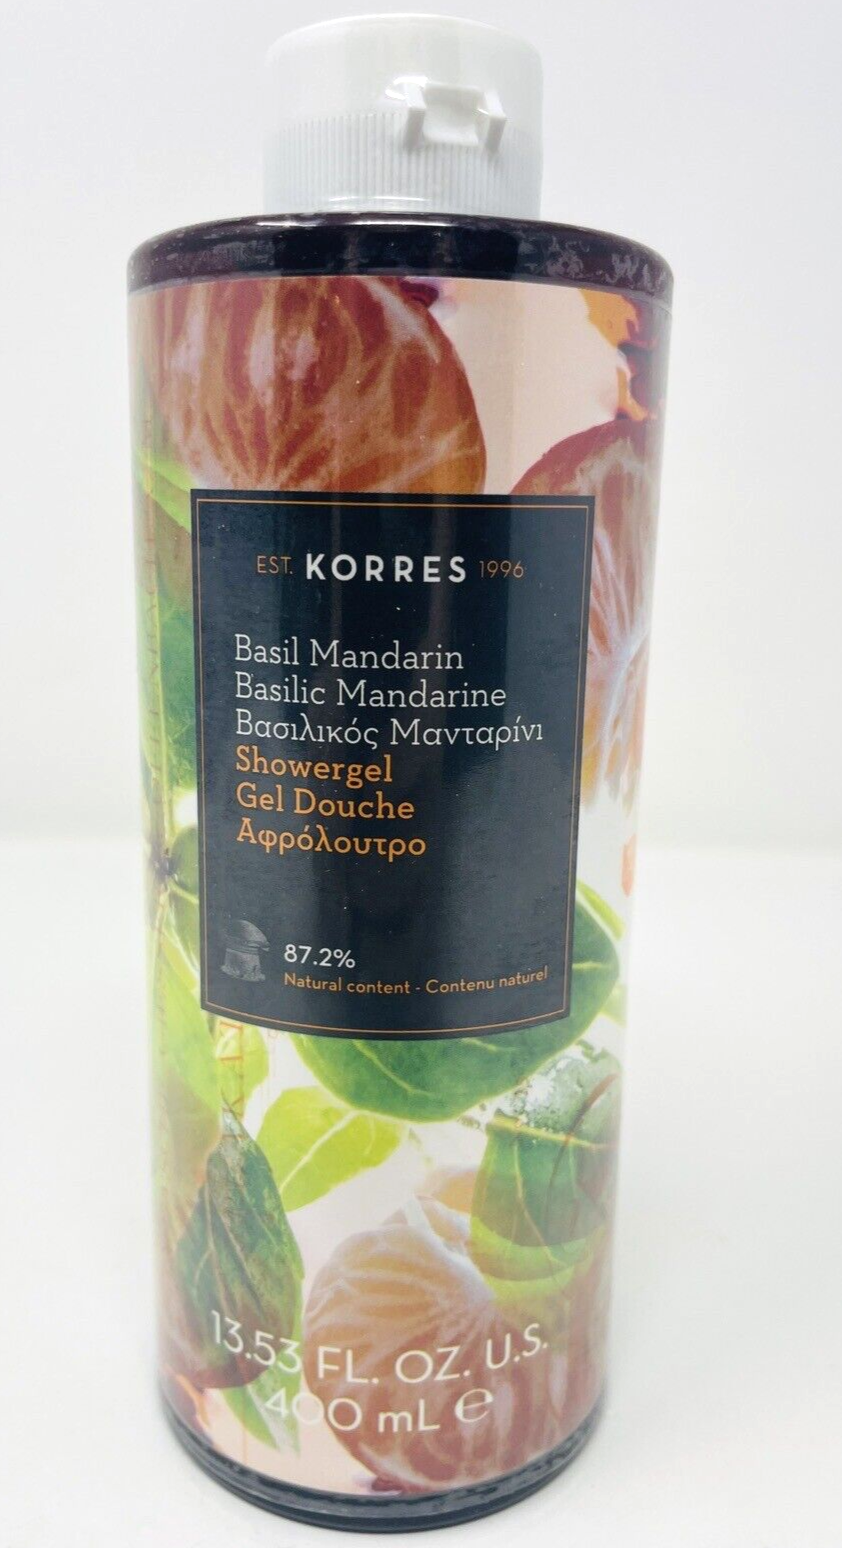 EST. KORRES 1996
Basil Mandarin
Basilic Mandarine
Βασιλικός Μανταρίνι
Showergel
Gel Douche
Αφρόλουτρο
87.2%
Natural content - Contenu naturel
13.53 FL. OZ. U.S.
400 mL ℮